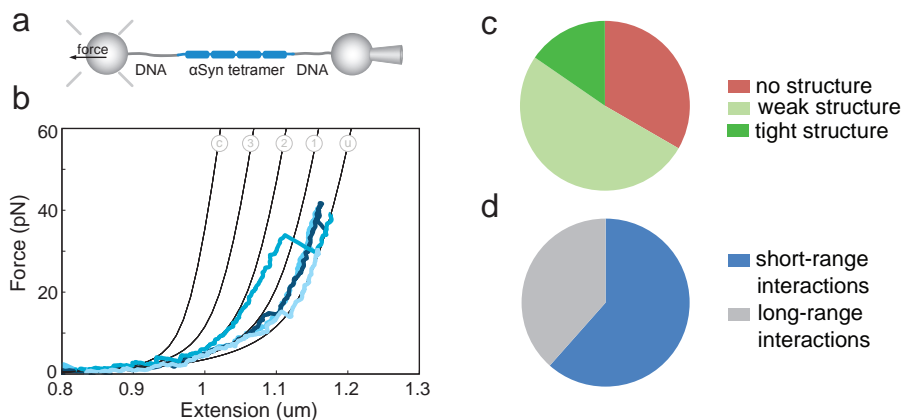 a
force
DNA
αSyn tetramer
DNA
b
Force (pN)
60
40
20
0
c
3
2
1
u
0.8
0.9
1
1.1
1.2
1.3
Extension (um)
c
no structure
weak structure
tight structure
d
short-range
interactions
long-range
interactions